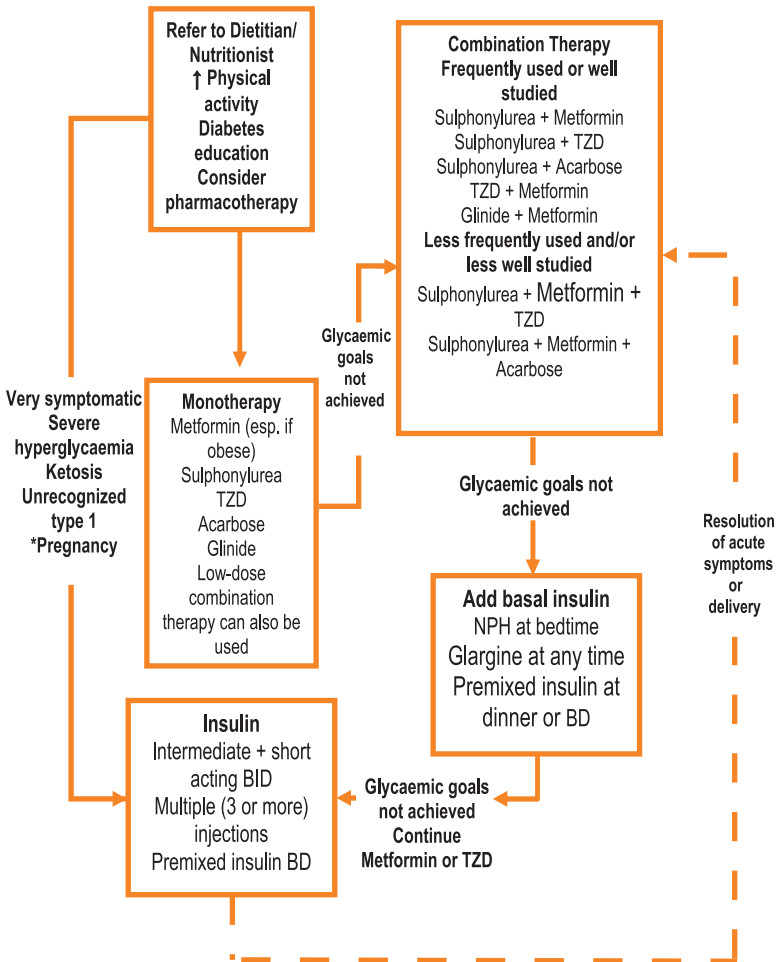 Refer to Dietitian/
Nutritionist
↑ Physical
activity
Diabetes
education
Consider
pharmacotherapy
Combination Therapy
Frequently used or well
studied
Sulphonylurea + Metformin
Sulphonylurea + TZD
Sulphonylurea + Acarbose
TZD + Metformin
Glinide + Metformin
Less frequently used and/or
less well studied
Sulphonylurea + Metformin +
TZD
Sulphonylurea + Metformin +
Acarbose
Glycaemic
goals
not
achieved
Very symptomatic
Severe
hyperglycaemia
Ketosis
Unrecognized
type 1
*Pregnancy
Monotherapy
Metformin (esp. if
obese)
Sulphonylurea
TZD
Acarbose
Glinide
Low-dose
combination
therapy can also be
used
Glycaemic goals not
achieved
Resolution
of acute
symptoms
or
delivery
Add basal insulin
NPH at bedtime
Glargine at any time
Premixed insulin at
dinner or BD
Insulin
Intermediate + short
acting BID
Multiple (3 or more)
injections
Premixed insulin BD
Glycaemic goals
not achieved
Continue
Metformin or TZD